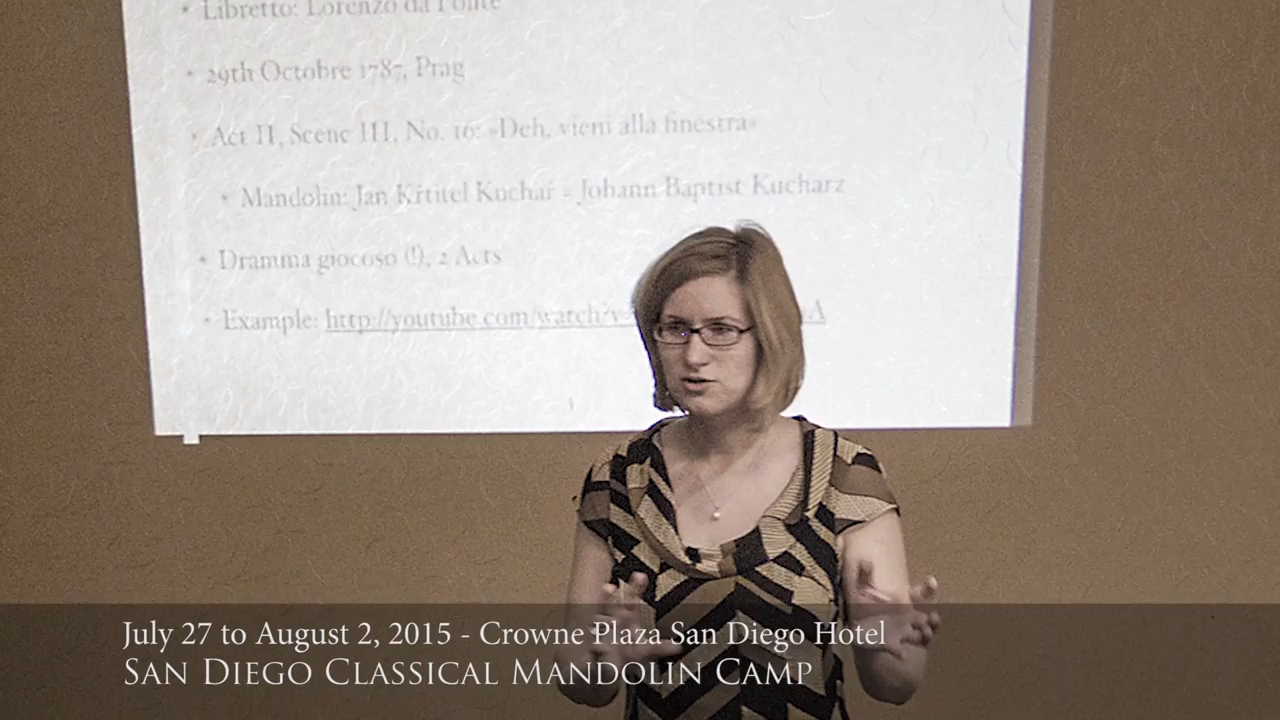 • Libretto: Lorenzo da Ponte
• 29th Octobre 1787, Prag
• Act II, Scene III, No. 16: »Deh, vieni alla finestra«
• Mandolin: Jan Křtitel Kuchař - Johann Baptist Kucharz
• Dramma giocoso (!), 2 Acts
• Example: http://youtube.com/watch?v
July 27 to August 2, 2015 - Crowne Plaza San Diego Hotel
San Diego Classical Mandolin Camp